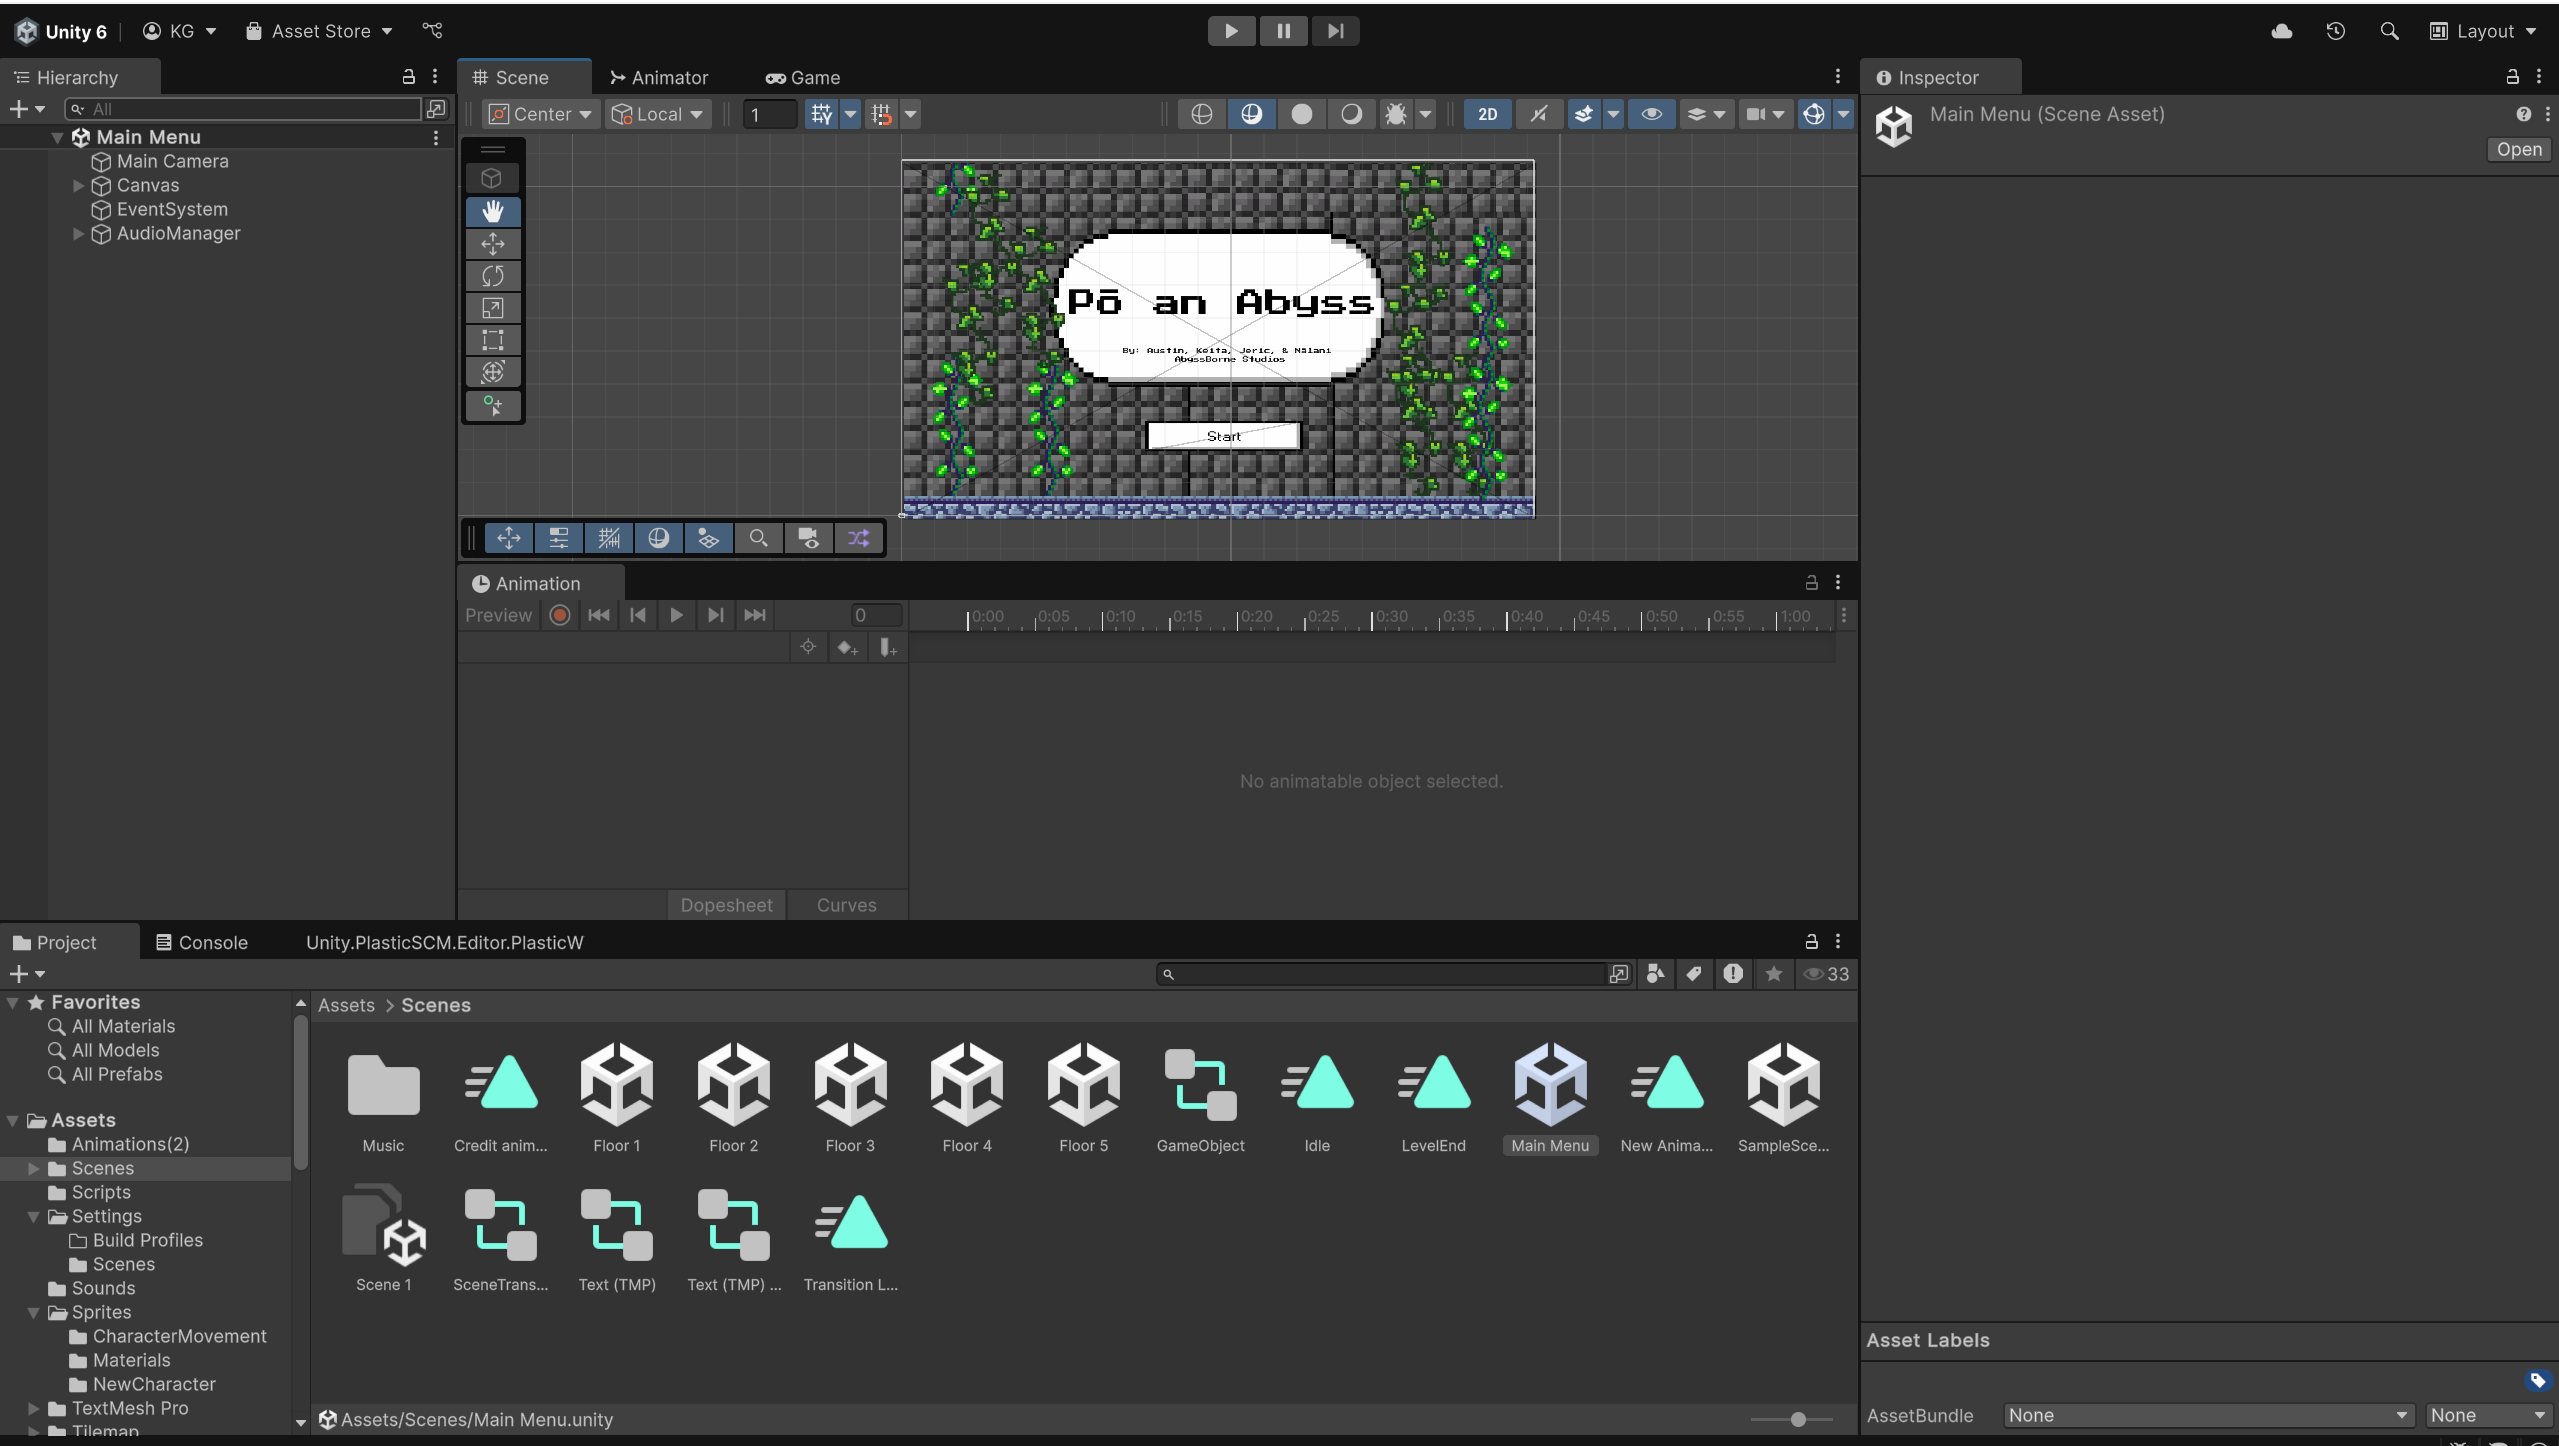 Unity 6
KG
Asset Store
Layout
Hierarchy
All
Main Menu
Main Camera
Canvas
EventSystem
AudioManager
Scene
Animator
Game
Center
Local
1
2D
Pō an Abyss
By: Austin, Keita, Joric, & Nālani
AbyssBorne Studios
Start
Inspector
Main Menu (Scene Asset)
Open
Animation
Preview
0
0:00 0:05 0:10 0:15 0:20 0:25 0:30 0:35 0:40 0:45 0:50 0:55 1:00
No animatable object selected.
Dopesheet
Curves
Project
Console
Unity.PlasticSCM.Editor.PlasticW
33
Favorites
All Materials
All Models
All Prefabs
Assets
Animations(2)
Scenes
Scripts
Settings
Build Profiles
Scenes
Sounds
Sprites
CharacterMovement
Materials
NewCharacter
TextMesh Pro
Tilemap
Assets > Scenes
Music
Credit anim...
Floor 1
Floor 2
Floor 3
Floor 4
Floor 5
GameObject
Idle
LevelEnd
Main Menu
New Anima...
SampleSce...
Scene 1
SceneTrans...
Text (TMP)
Text (TMP) ...
Transition L...
Assets/Scenes/Main Menu.unity
Asset Labels
AssetBundle
None
None